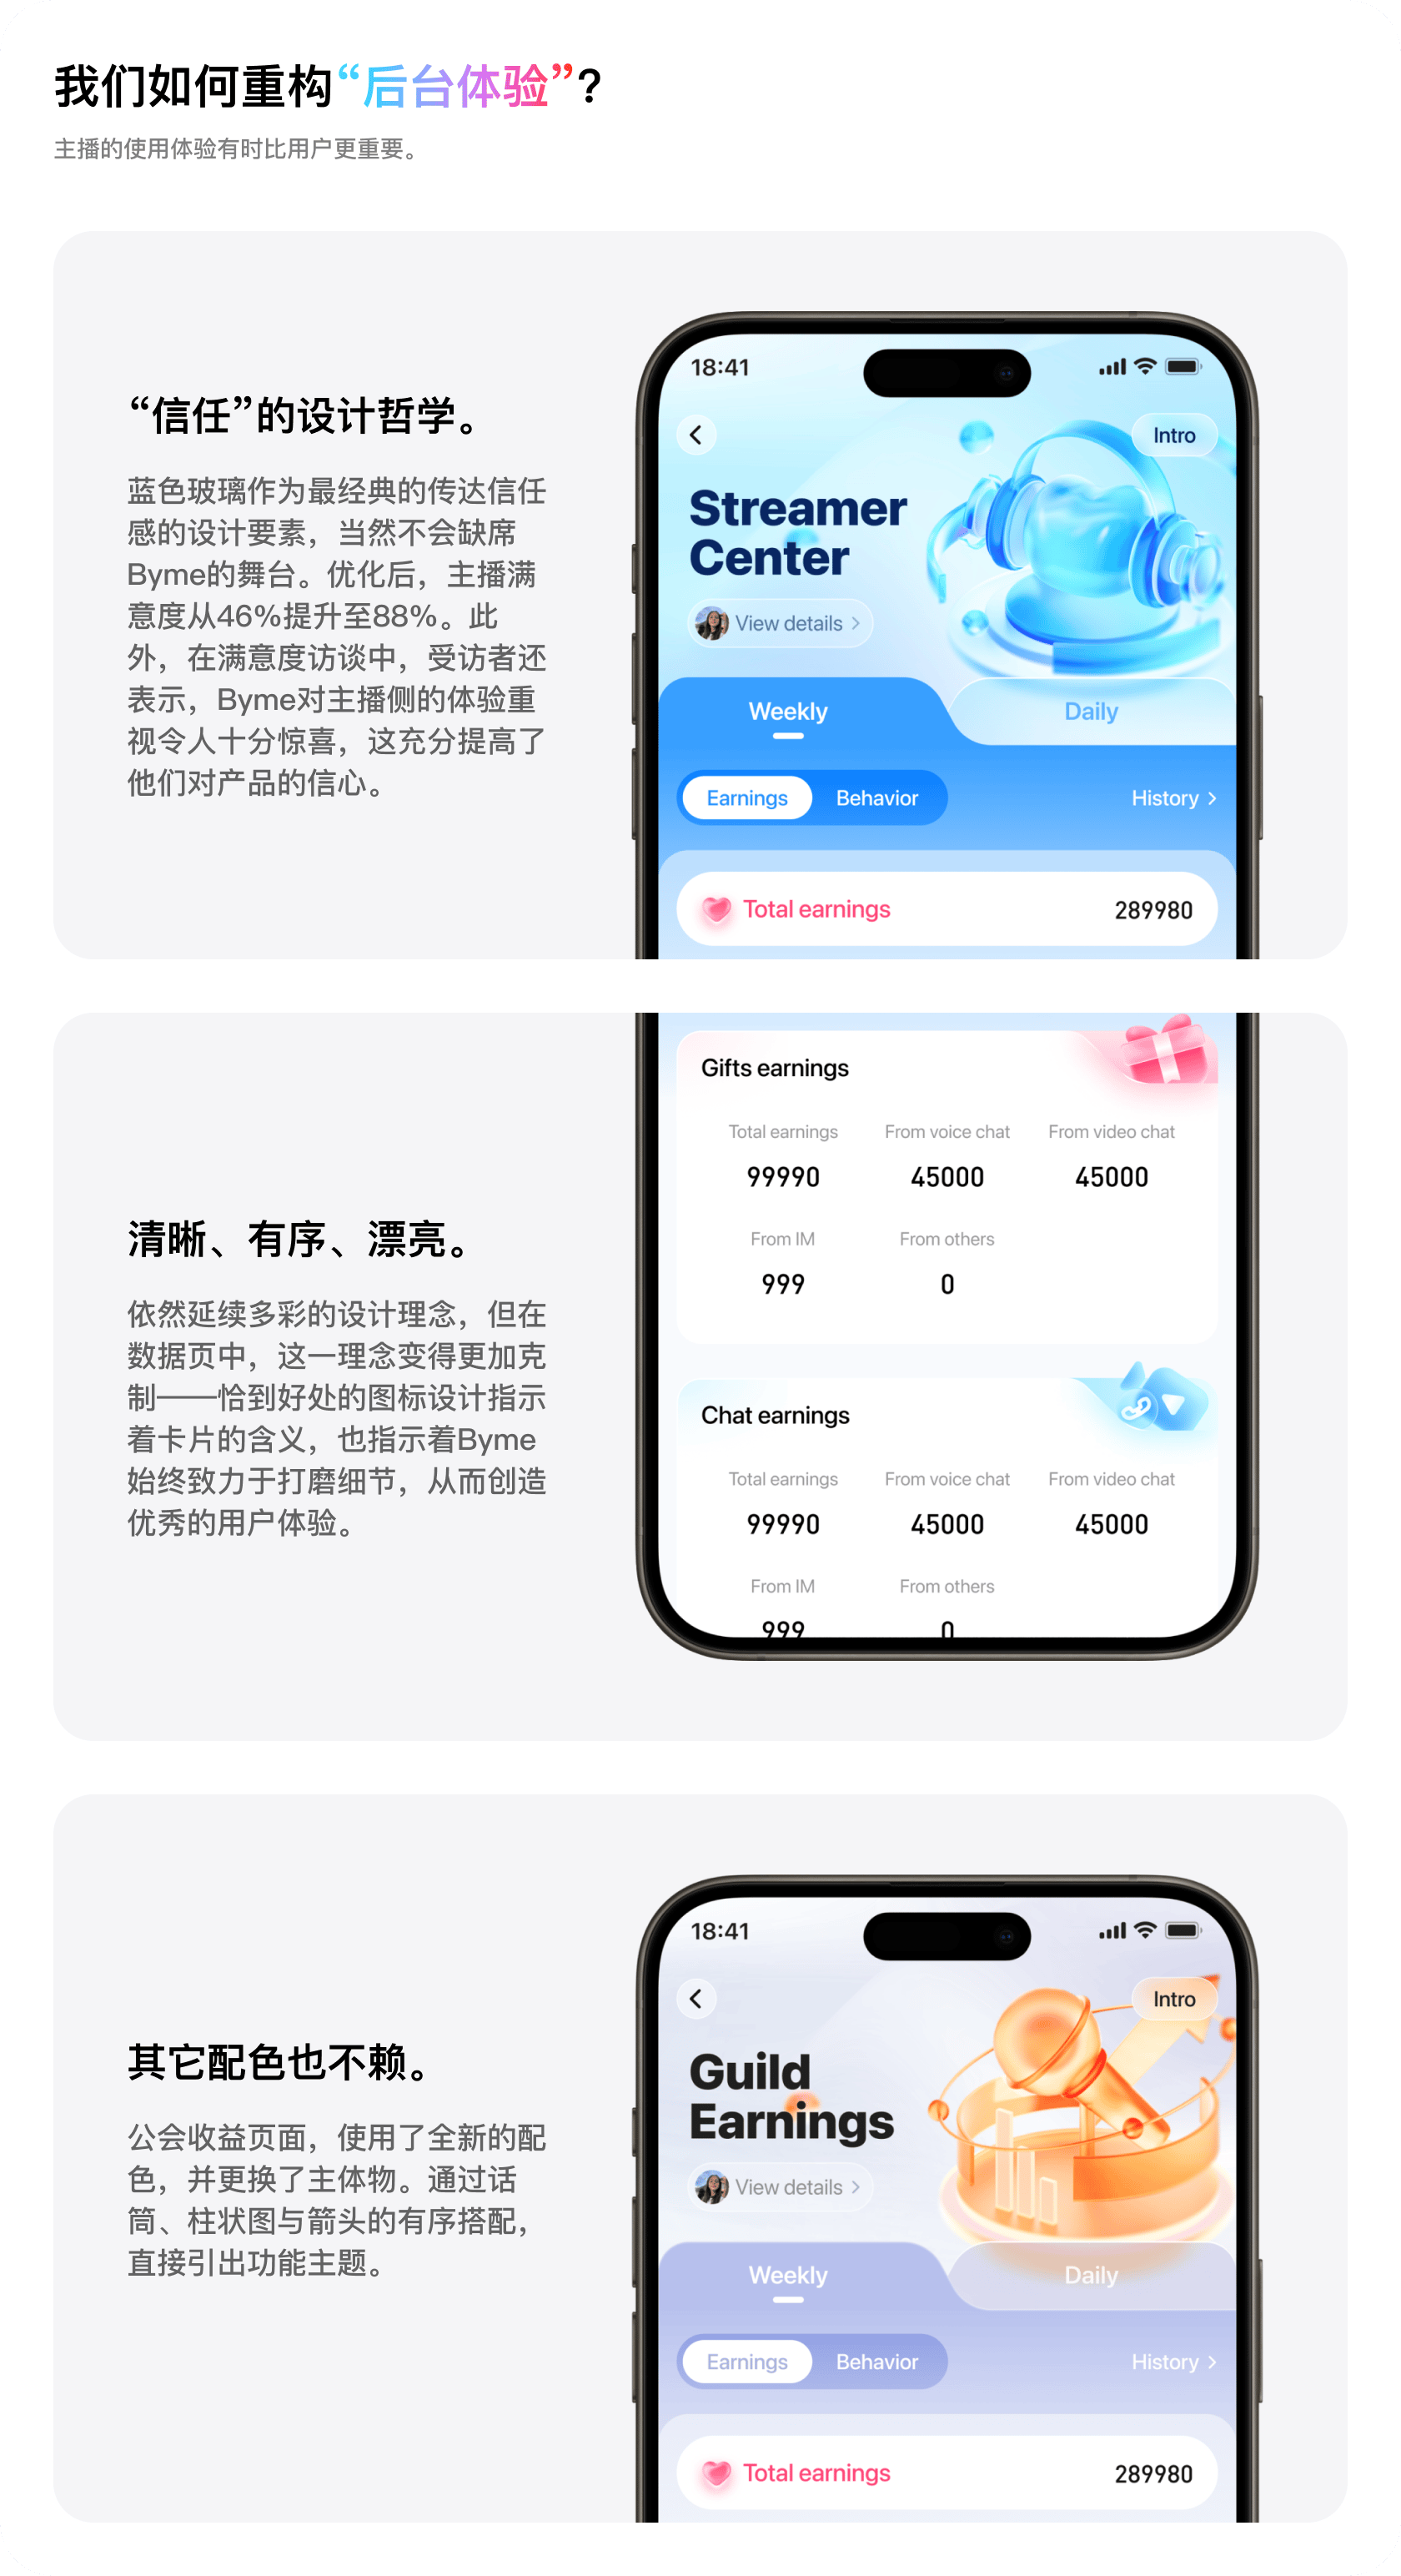 我们如何重构“后台体验”?
主播的使用体验有时比用户更重要。
“信任”的设计哲学。
蓝色玻璃作为最经典的传达信任
感的设计要素，当然不会缺席
Byme的舞台。优化后，主播满
意度从46%提升至88%。此
外，在满意度访谈中，受访者还
表示，Byme对主播侧的体验重
视令人十分惊喜，这充分提高了
他们对产品的信心。
18:41
Intro
Streamer
Center
View details
Weekly
Daily
Earnings
Behavior
History
Total earnings
289980
清晰、有序、漂亮。
依然延续多彩的设计理念，但在
数据页中，这一理念变得更加克
制——恰到好处的图标设计指示
着卡片的含义，也指示着Byme
始终致力于打磨细节，从而创造
优秀的用户体验。
Gifts earnings
Total earnings From voice chat From video chat
99990 45000 45000
From IM From others
999 0
Chat earnings
Total earnings From voice chat From video chat
99990 45000 45000
From IM From others
999 0
其它配色也不赖。
公会收益页面，使用了全新的配
色，并更换了主体物。通过话
筒、柱状图与箭头的有序搭配，
直接引出功能主题。
18:41
Intro
Guild
Earnings
View details
Weekly
Daily
Earnings
Behavior
History
Total earnings
289980